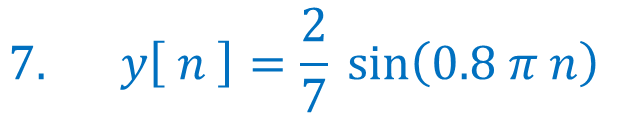 7. y[ n ] = 2/7 sin(0.8 π n)